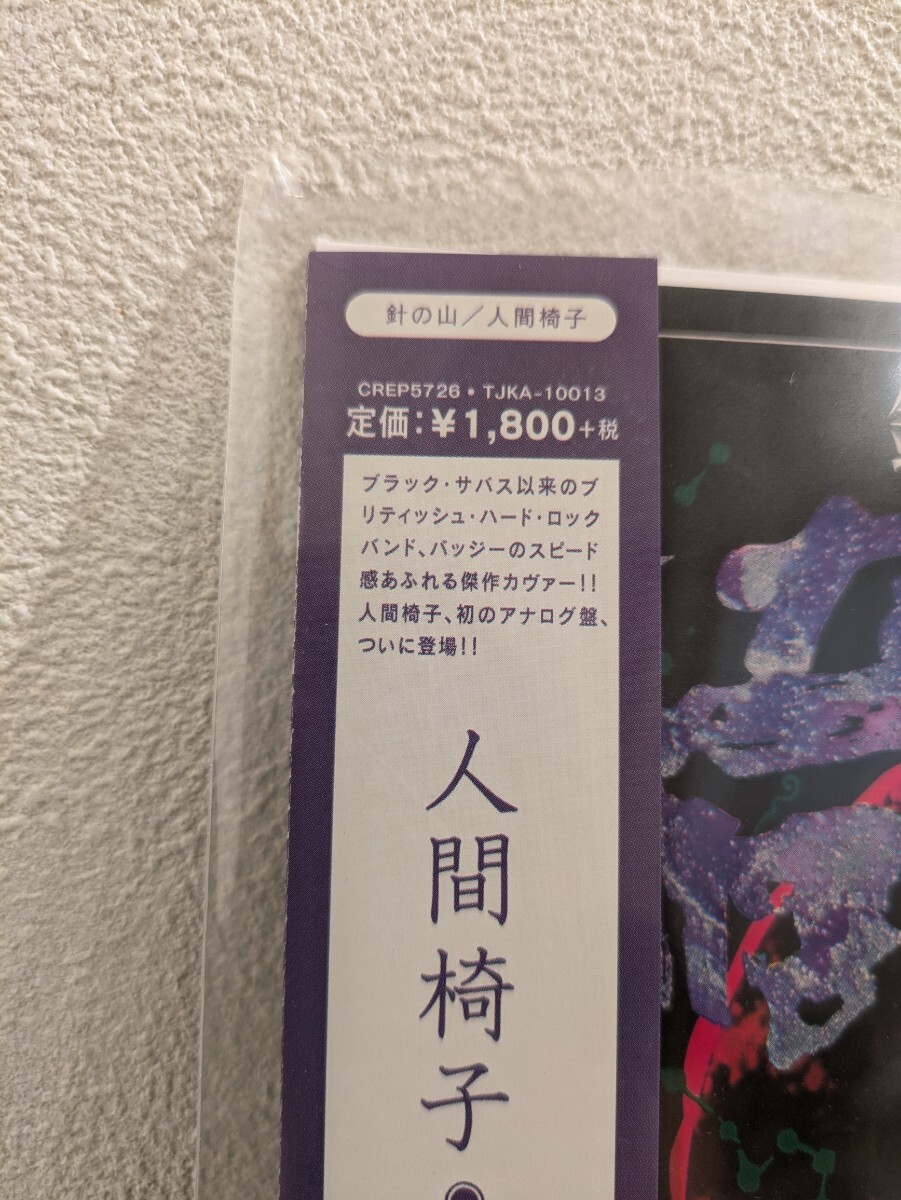 針の山／人間椅子
CREP5726・TJKA-10013
定価:¥1,800+税
ブラック・サバス以来のブ
リティッシュ・ハード・ロック
バンド、バッジーのスピード
感あふれる傑作カヴァー!!
人間椅子、初のアナログ盤、
ついに登場!!
人間椅子